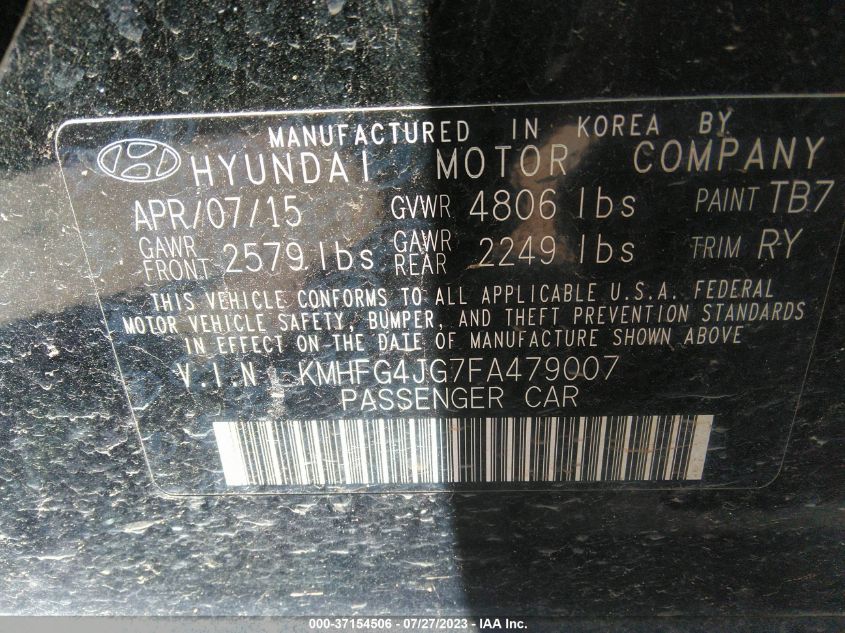 MANUFACTURED IN KOREA BY
HYUNDAI MOTOR COMPANY
APR/07/15 GVWR 4806 lbs PAINT TB7
GAWR FRONT 2579 lbs GAWR REAR 2249 lbs TRIM RY
THIS VEHICLE CONFORMS TO ALL APPLICABLE U.S.A. FEDERAL
MOTOR VEHICLE SAFETY, BUMPER, AND THEFT PREVENTION STANDARDS
IN EFFECT ON THE DATE OF MANUFACTURE SHOWN ABOVE
V.I.N: KMHFG4JG7FA479007
PASSENGER CAR
000-37154506 / 07/27/2023 - IAA Inc.